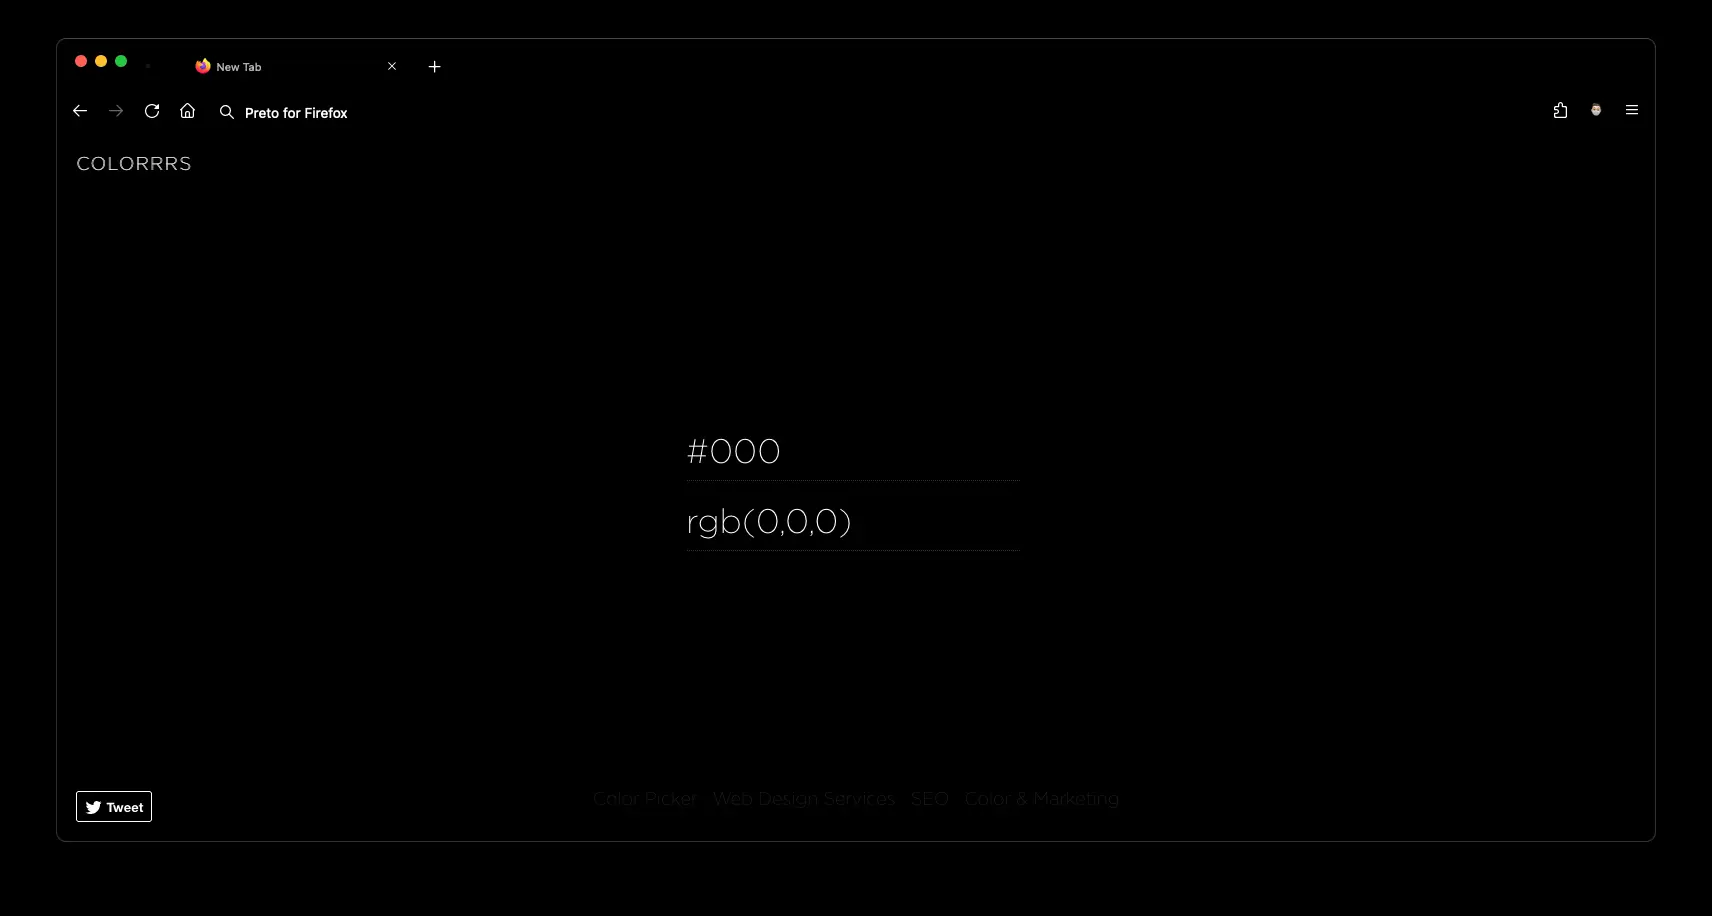 New Tab
Preto for Firefox
COLORRRS
#000
rgb(0,0,0)
Tweet
Color Picker Web Design Services SEO Color & Marketing